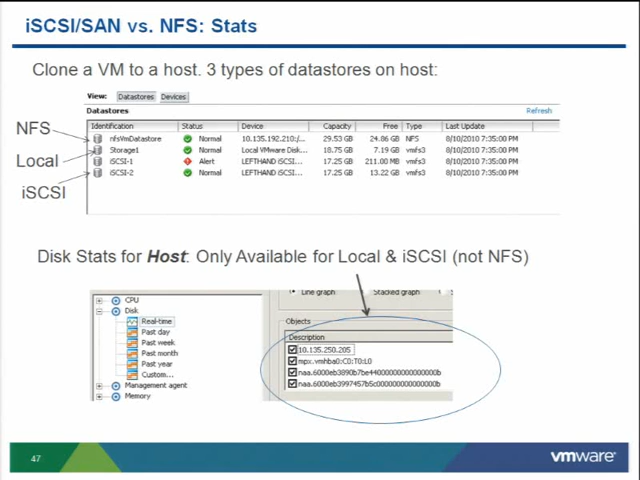 iSCSI/SAN vs. NFS: Stats
Clone a VM to a host. 3 types of datastores on host:
View: Datastores Devices
Datastores Refresh
Identification Status Device Capacity Free Type Last Update
NFS
nfsVmDatastore Normal 10.135.192.210:/... 29.53 GB 24.86 GB NFS 8/10/2010 7:35:00 PM
Storage1 Normal Local VMware Disk... 18.75 GB 7.19 GB vmfs3 8/10/2010 7:35:00 PM
Local
iSCSI-1 Alert LEFTHAND iSCSI... 17.25 GB 211.00 MB vmfs3 8/10/2010 7:35:00 PM
iSCSI-2 Normal LEFTHAND iSCSI... 17.25 GB 13.22 GB vmfs3 8/10/2010 7:35:00 PM
iSCSI
Disk Stats for Host: Only Available for Local & iSCSI (not NFS)
CPU
Disk
Real-time
Past day
Past week
Past month
Past year
Custom...
Management agent
Memory
Line graph Stacked graph
Objects
Description
10.135.250.205
mpx.vmhba0:C0:T0:L0
naa.6000eb3890b7be44000000000000000b
naa.6000eb3997457b5c000000000000000b
47
vmware